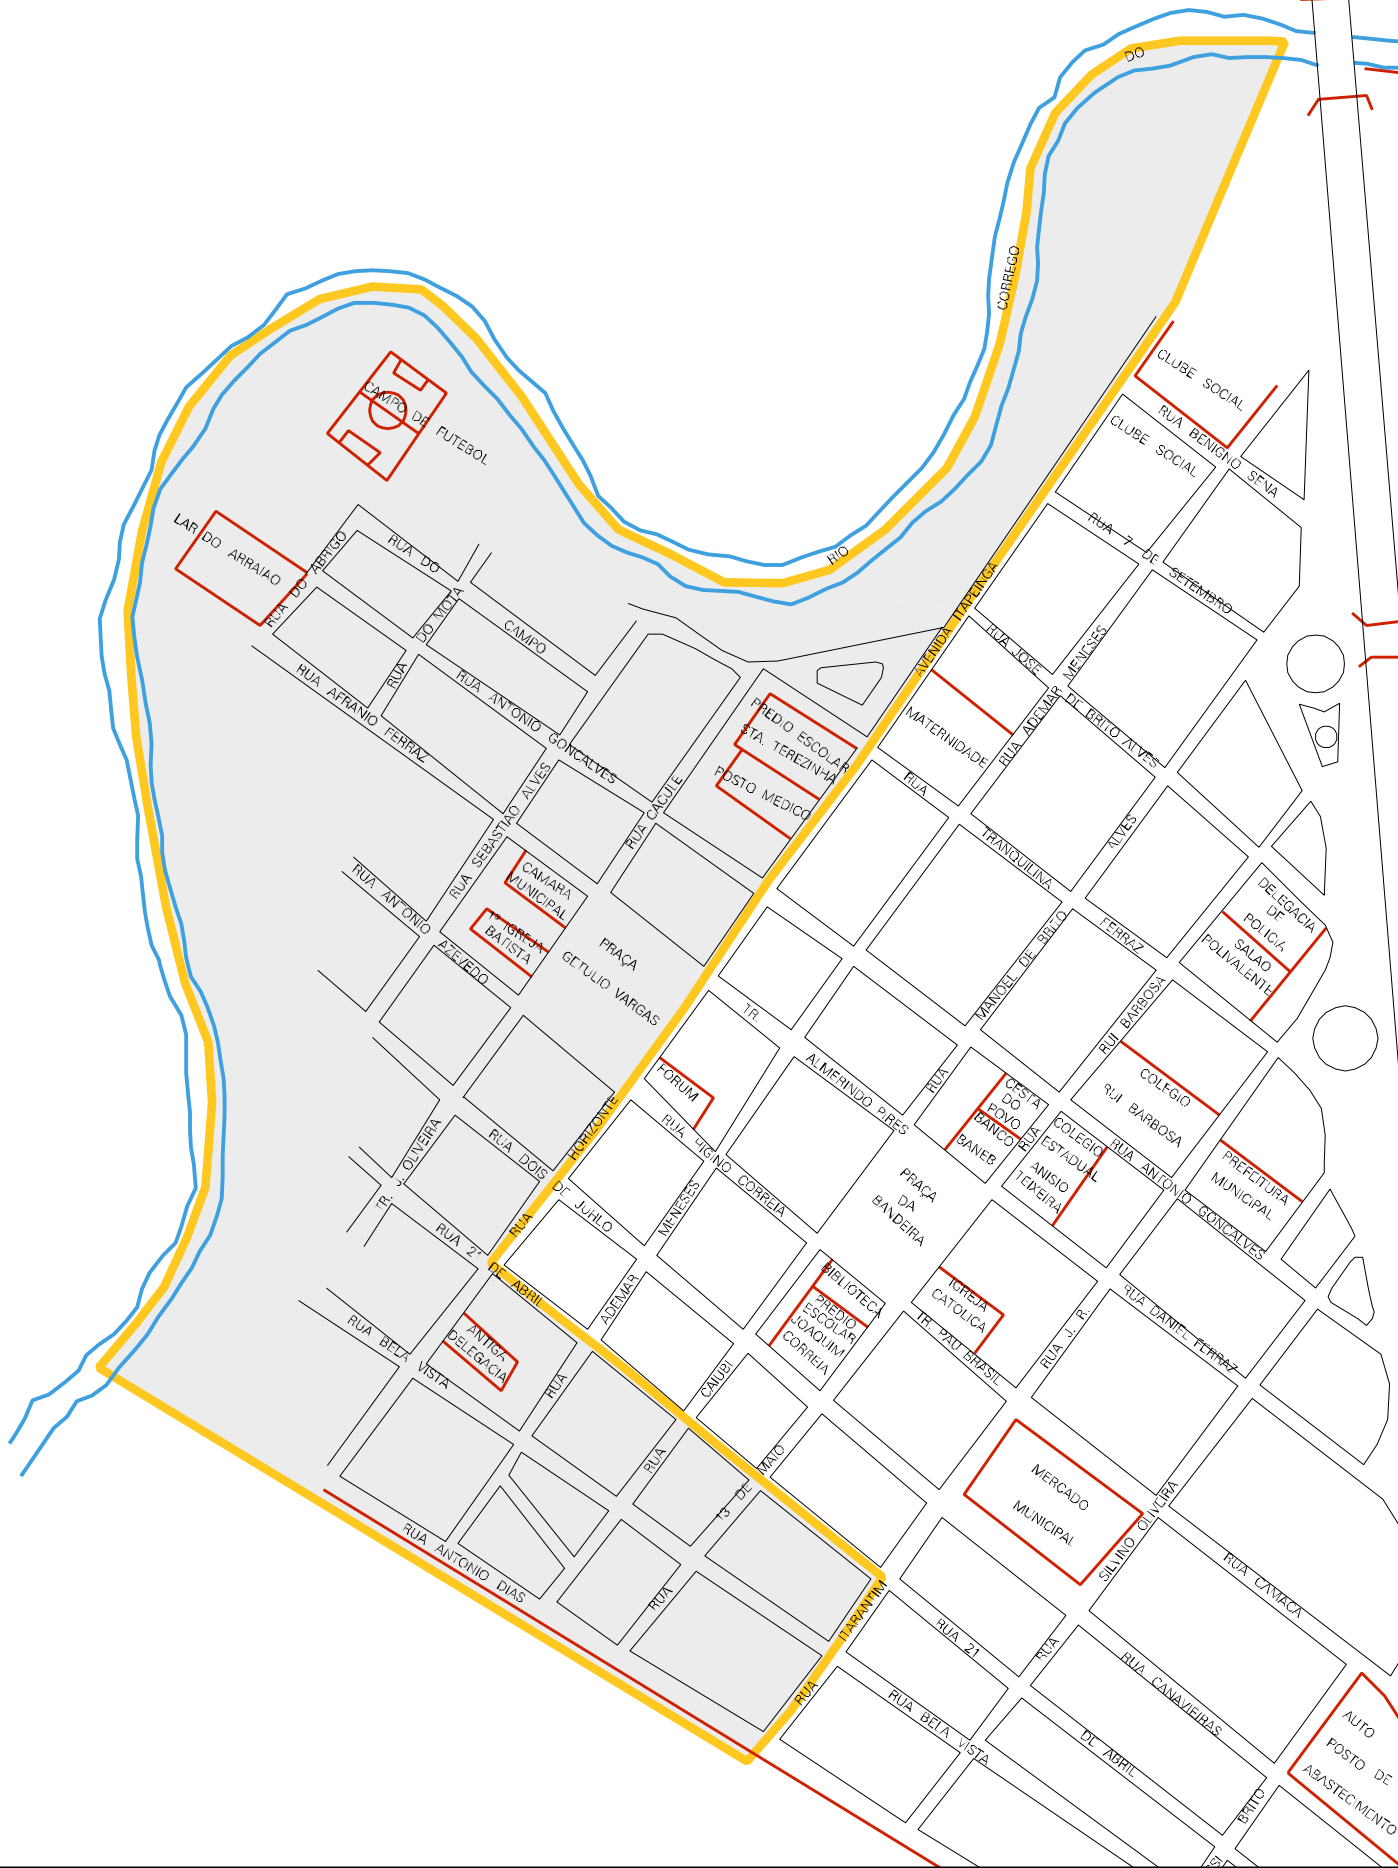 DO
CORREGO
RIO
CLUBE SOCIAL
RUA BENIGNO SENA
CLUBE SOCIAL
RUA 7 DE SETEMBRO
CAMPO DE FUTEBOL
LAR DO ARRAIAO
RUA DO ABRIGO
RUA DO CAMPO
RUA DO MOTA
RUA ANTONIO GONCALVES
RUA AFRANIO FERRAZ
AVENIDA ITAPEINGA
RUA JOSE DE BRITO ALVES
RUA ADEMAR MENESES
MATERNIDADE
PREDIO ESCOLAR
STA. TEREZINHA
POSTO MEDICO
RUA CACULE
RUA SEBASTIAO ALVES
CAMARA
MUNICIPAL
1ª IGREJA
BATISTA
PRAÇA
GETULIO VARGAS
RUA ANTONIO AZEVEDO
RUA TRANQUILINA FERRAZ
RUA MANOEL DE BRITO ALVES
DELEGACIA
DE
POLICIA
SALAO
POLIVALENTE
TR. ALMERINDO PIRES
FORUM
RUA HIGINO CORREIA
RUA RUI BARBOSA
COLEGIO
RUI BARBOSA
CESTA
DO
POVO
BANCO
BANEB
COLEGIO
ESTADUAL
ANISIO
TEIXEIRA
RUA ANTONIO GONCALVES
PREFEITURA
MUNICIPAL
PRAÇA
DA
BANDEIRA
RUA HORIZONTE
RUA DOIS DE JUHLO
TR. J. OLIVEIRA
RUA 21 DE ABRIL
RUA ADEMAR MENESES
BIBLIOTECA
PREDIO
ESCOLAR
JOAQUIM
CORREIA
IGREJA
CATOLICA
TR. PAU BRASIL
RUA J. R.
RUA DANIEL FERRAZ
ANTIGA
DELEGACIA
RUA BELA VISTA
RUA CAIUBI
RUA 13 DE MAIO
MERCADO
MUNICIPAL
RUA SILVINO OLIVEIRA
RUA CAMACA
RUA ANTONIO DIAS
RUA ITARANTIM
RUA 21 DE ABRIL
RUA CANAVIEIRAS
RUA BELA VISTA
BRITO
AUTO
POSTO DE
ABASTECIMENTO